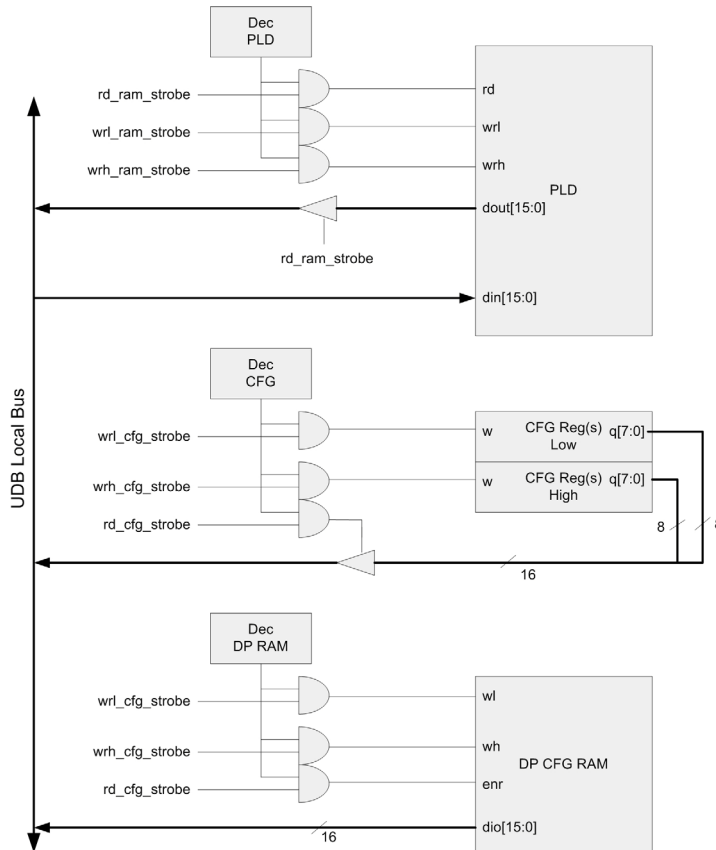 Dec
PLD
rd_ram_strobe
rd
wrl_ram_strobe
wrl
wrh_ram_strobe
wrh
PLD
dout[15:0]
rd_ram_strobe
din[15:0]
UDB Local Bus
Dec
CFG
wrl_cfg_strobe
w
CFG Reg(s)
Low
q[7:0]
wrh_cfg_strobe
w
CFG Reg(s)
High
q[7:0]
rd_cfg_strobe
8
16
Dec
DP RAM
wrl_cfg_strobe
wl
wrh_cfg_strobe
wh
DP CFG RAM
rd_cfg_strobe
enr
dio[15:0]
16